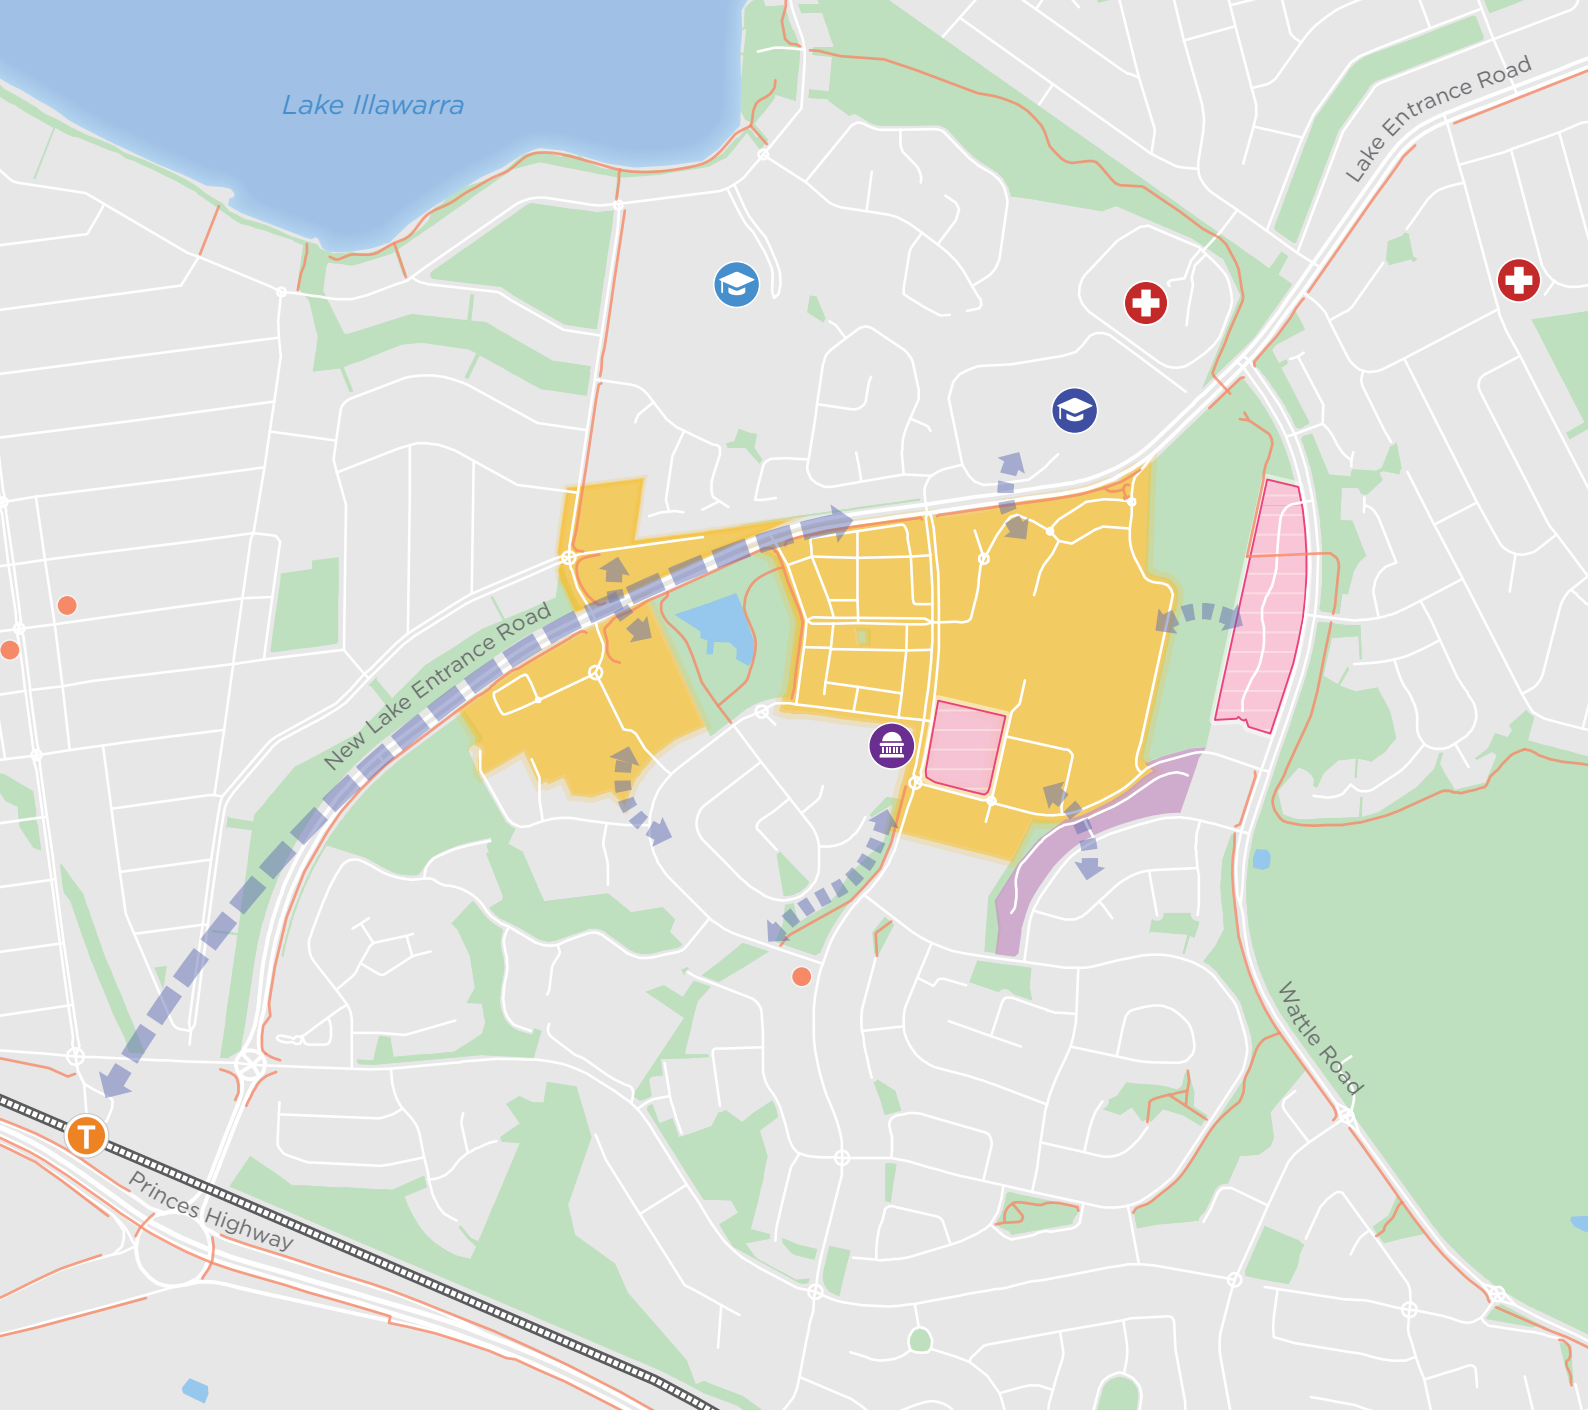 Lake Illawarra
Lake Entrance Road
New Lake Entrance Road
Wattle Road
T
Princes Highway